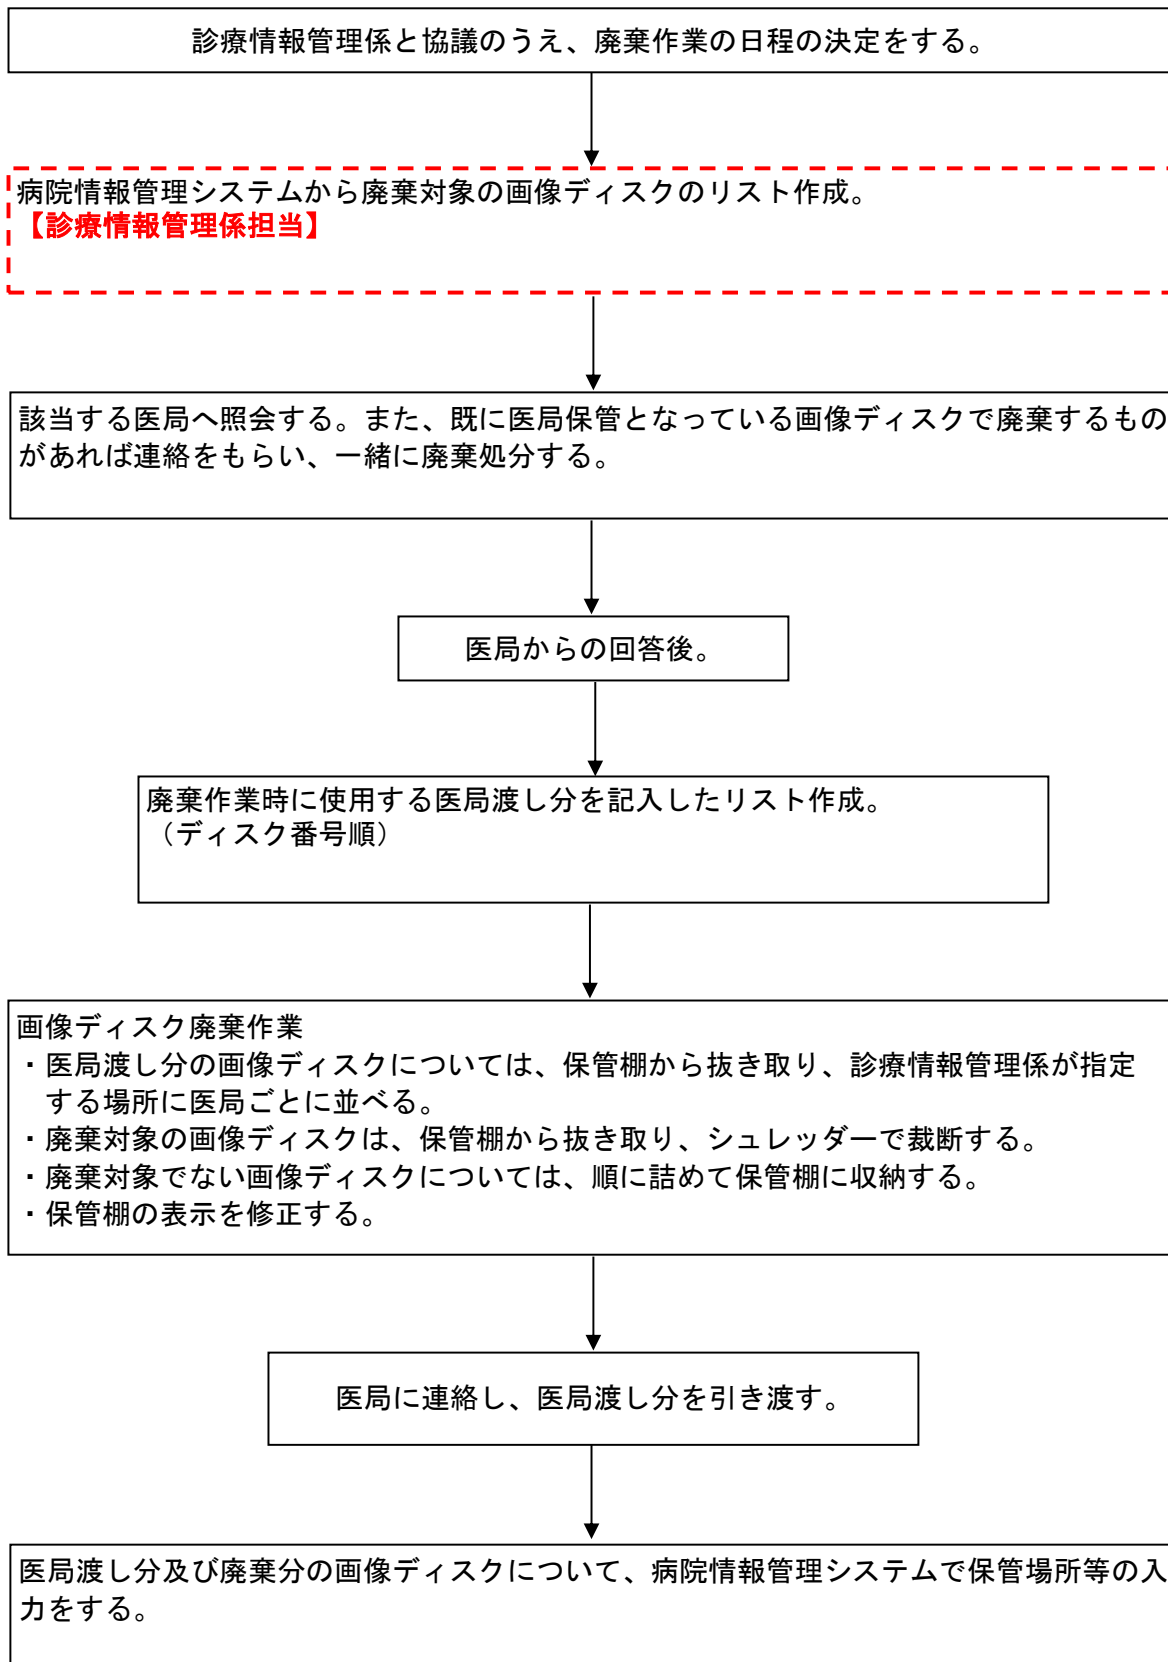 診療情報管理係と協議のうえ、廃棄作業の日程の決定をする。
病院情報管理システムから廃棄対象の画像ディスクのリスト作成。
【診療情報管理係担当】
該当する医局へ照会する。また、既に医局保管となっている画像ディスクで廃棄するもの
があれば連絡をもらい、一緒に廃棄処分する。
医局からの回答後。
廃棄作業時に使用する医局渡し分を記入したリスト作成。
（ディスク番号順）
画像ディスク廃棄作業
・医局渡し分の画像ディスクについては、保管棚から抜き取り、診療情報管理係が指定
する場所に医局ごとに並べる。
・廃棄対象の画像ディスクは、保管棚から抜き取り、シュレッダーで裁断する。
・廃棄対象でない画像ディスクについては、順に詰めて保管棚に収納する。
・保管棚の表示を修正する。
医局に連絡し、医局渡し分を引き渡す。
医局渡し分及び廃棄分の画像ディスクについて、病院情報管理システムで保管場所等の入
力をする。